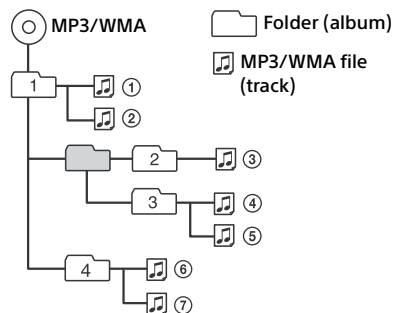 MP3/WMA
Folder (album)
MP3/WMA file
(track)
1
①
②
2
③
3
④
⑤
4
⑥
⑦